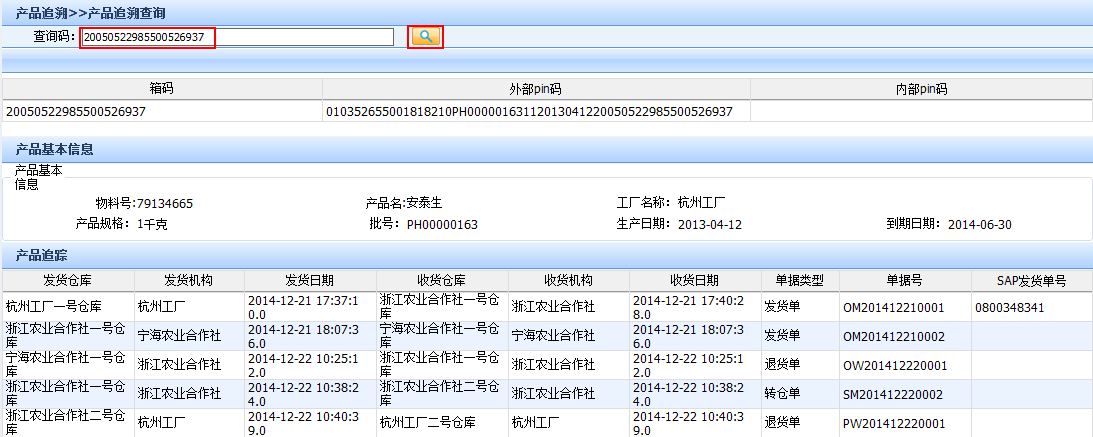 产品追溯>>产品追溯查询
查询码: 20050522985500526937
箱码 外部pin码 内部pin码
20050522985500526937 010352655001818210PH000001631120130412200505229855005​26937
产品基本信息
产品基本
信息
物料号:79134665 产品名:安泰生 工厂名称: 杭州工厂
产品规格: 1千克 批号: PH00000163 生产日期: 2013-04-12 到期日期: 2014-06-30
产品追踪
发货仓库 发货机构 发货日期 收货仓库 收货机构 收货日期 单据类型 单据号 SAP发货单号
杭州工厂一号仓库 杭州工厂 2014-12-21 17:37:10.0 浙江农业合作社一号仓库 浙江农业合作社 2014-12-21 17:40:28.0 发货单 OM201412210001 0800348341
浙江农业合作社一号仓库 宁海农业合作社 2014-12-21 18:07:36.0 宁海农业合作社一号仓库 宁海农业合作社 2014-12-21 18:07:36.0 发货单 OM201412210002
宁海农业合作社一号仓库 浙江农业合作社 2014-12-22 10:25:12.0 浙江农业合作社一号仓库 浙江农业合作社 2014-12-22 10:25:12.0 退货单 OW201412220001
浙江农业合作社一号仓库 浙江农业合作社 2014-12-22 10:38:24.0 浙江农业合作社二号仓库 浙江农业合作社 2014-12-22 10:38:24.0 转仓单 SM201412220002
浙江农业合作社二号仓库 杭州工厂 2014-12-22 10:40:39.0 杭州工厂二号仓库 杭州工厂 2014-12-22 10:40:39.0 退货单 PW201412220001